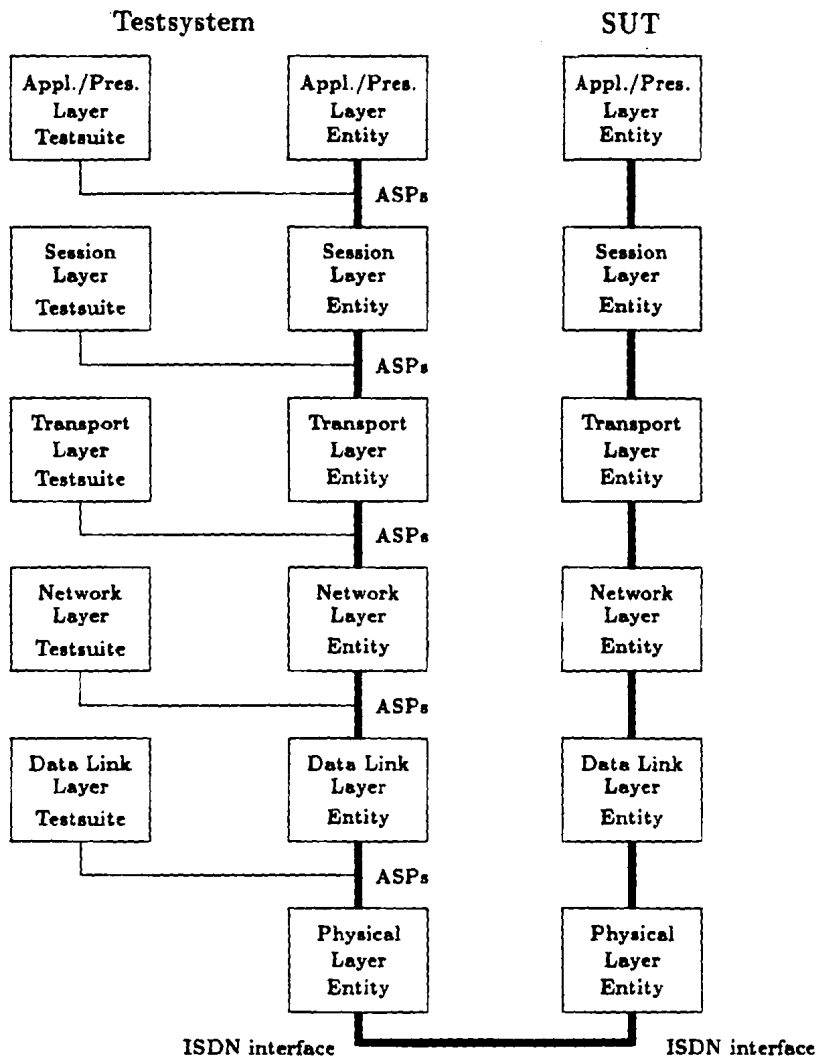 Testsystem SUT
Appl./Pres.
Layer
Testsuite
Appl./Pres.
Layer
Entity
Appl./Pres.
Layer
Entity
ASPs
Session
Layer
Testsuite
Session
Layer
Entity
Session
Layer
Entity
ASPs
Transport
Layer
Testsuite
Transport
Layer
Entity
Transport
Layer
Entity
ASPs
Network
Layer
Testsuite
Network
Layer
Entity
Network
Layer
Entity
ASPs
Data Link
Layer
Testsuite
Data Link
Layer
Entity
Data Link
Layer
Entity
ASPs
Physical
Layer
Entity
Physical
Layer
Entity
ISDN interface
ISDN interface